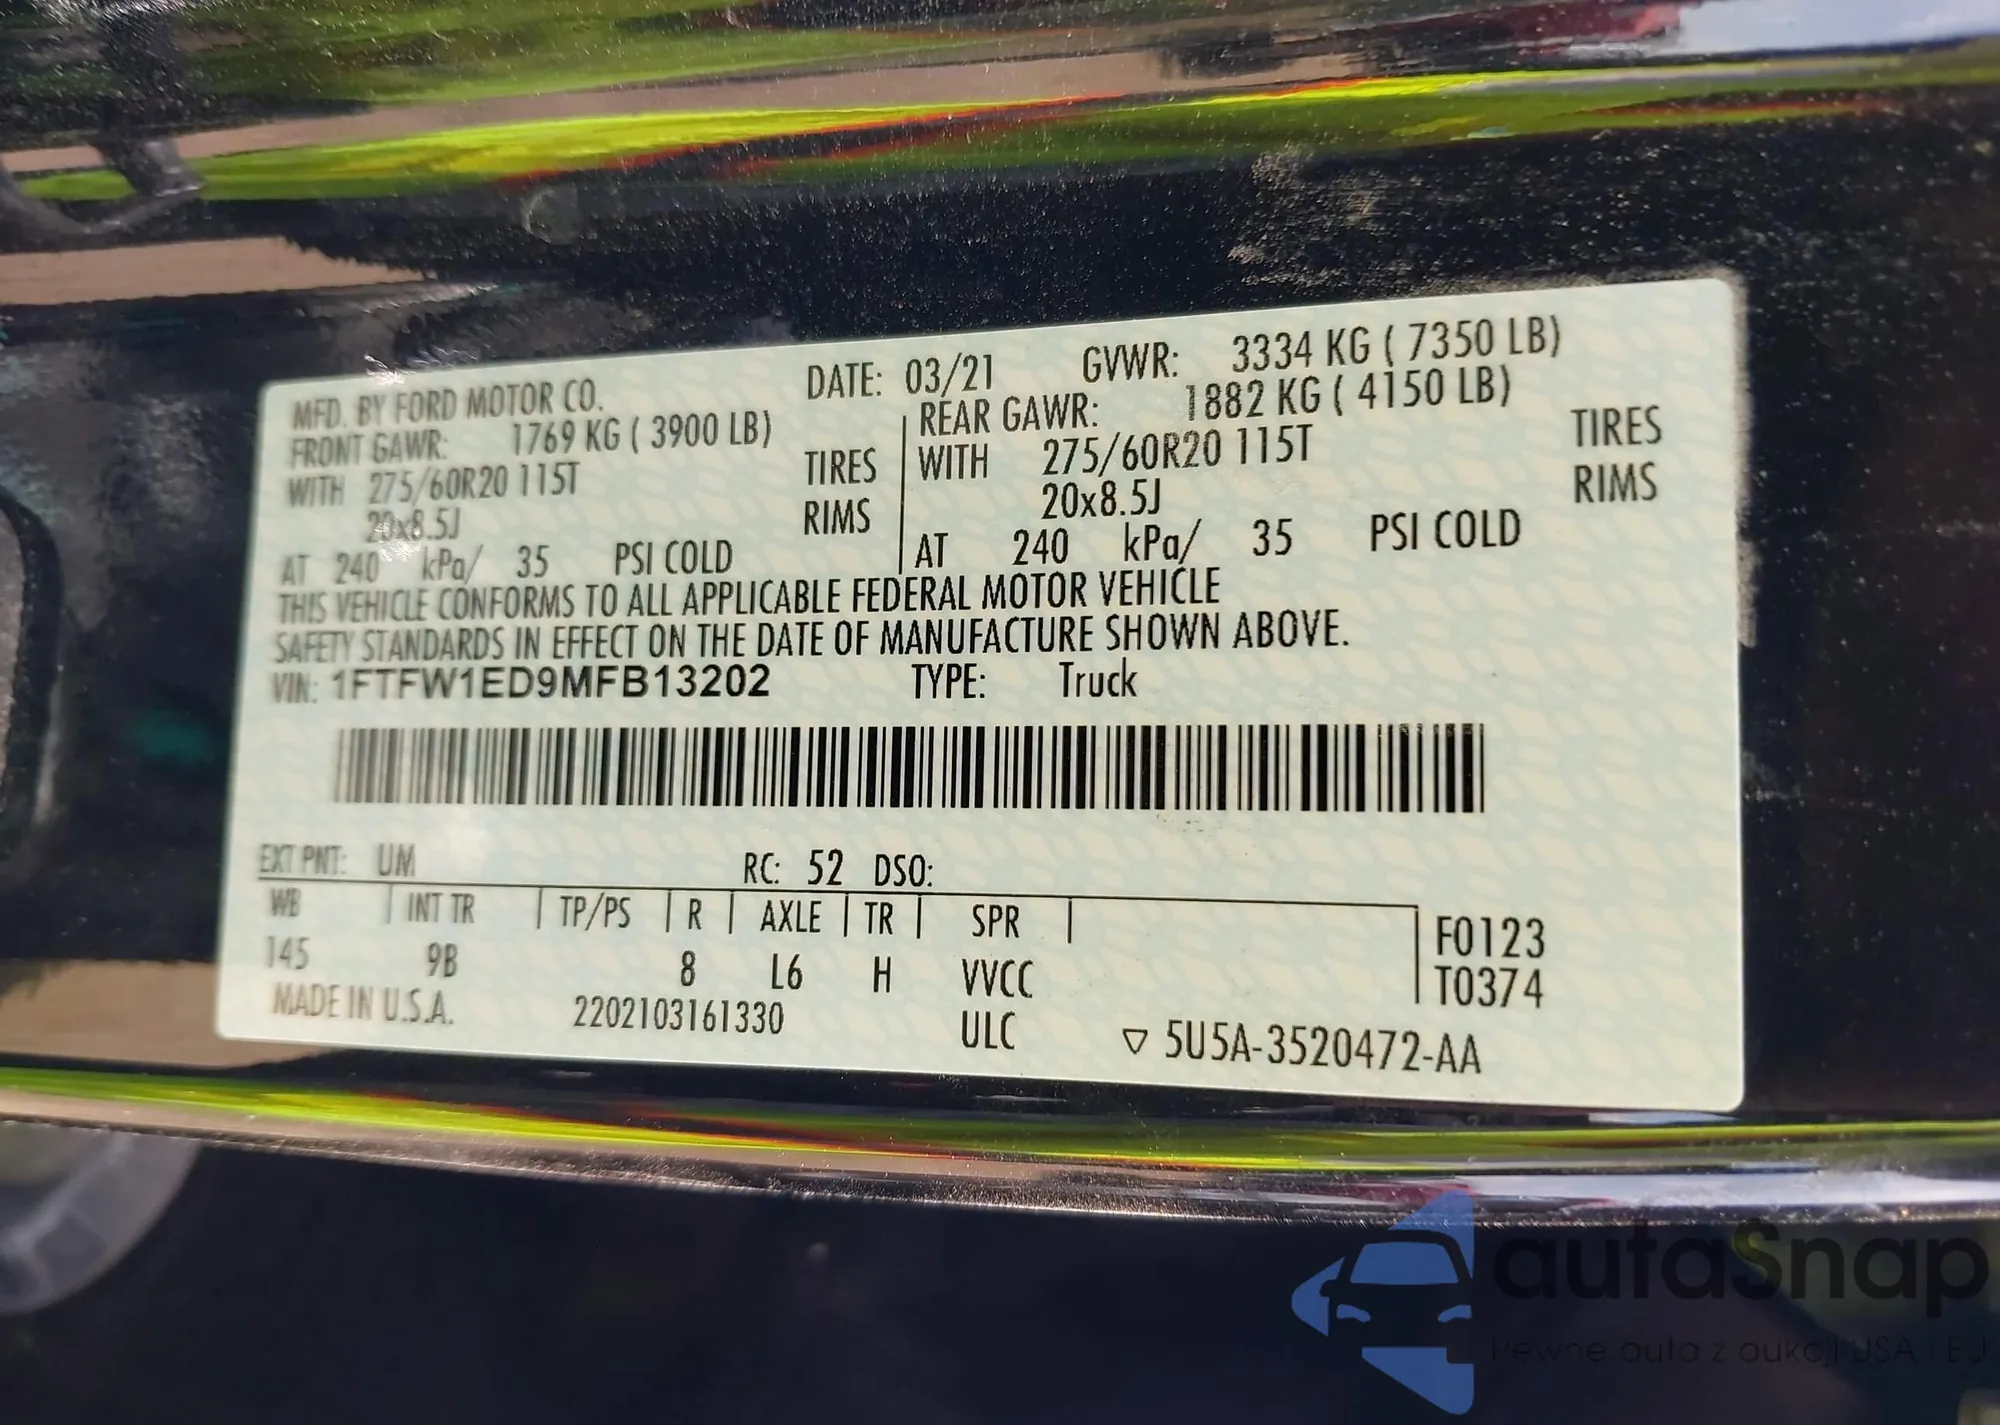 MFD. BY FORD MOTOR CO. DATE: 03/21 GVWR: 3334 KG ( 7350 LB)
FRONT GAWR: 1769 KG ( 3900 LB) REAR GAWR: 1882 KG ( 4150 LB)
WITH 275/60R20 115T TIRES WITH 275/60R20 115T TIRES
20x8.5J RIMS 20x8.5J RIMS
AT 240 kPa/ 35 PSI COLD AT 240 kPa/ 35 PSI COLD
THIS VEHICLE CONFORMS TO ALL APPLICABLE FEDERAL MOTOR VEHICLE
SAFETY STANDARDS IN EFFECT ON THE DATE OF MANUFACTURE SHOWN ABOVE.
VIN: 1FTFW1ED9MFB13202 TYPE: Truck
EXT PNT: UM RC: 52 DSO:
WB INT TR TP/PS R AXLE TR SPR F0123
145 9B 8 L6 H VVCC T0374
MADE IN U.S.A. 2202103161330 ULC ▽ 5U5A-3520472-AA
autaSnap
Pewne auta z aukcji USA i EU